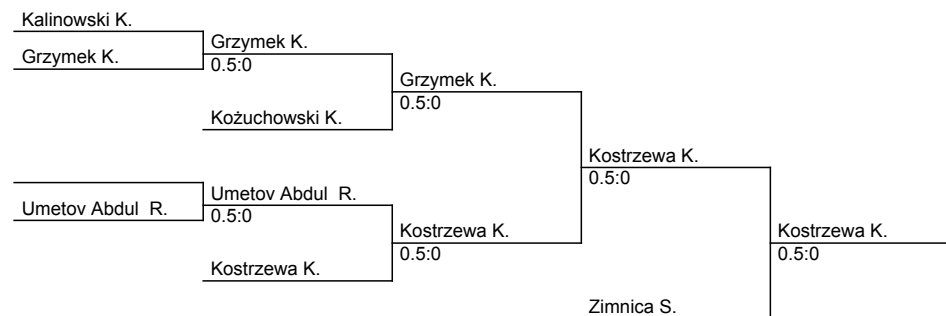 Kalinowski K.
Grzymek K.
Grzymek K.
0.5:0
Grzymek K.
0.5:0
Kożuchowski K.
Kostrzewa K.
0.5:0
Umetov Abdul  R.
Umetov Abdul  R.
0.5:0
Kostrzewa K.
0.5:0
Kostrzewa K.
0.5:0
Kostrzewa K.
Zimnica S.